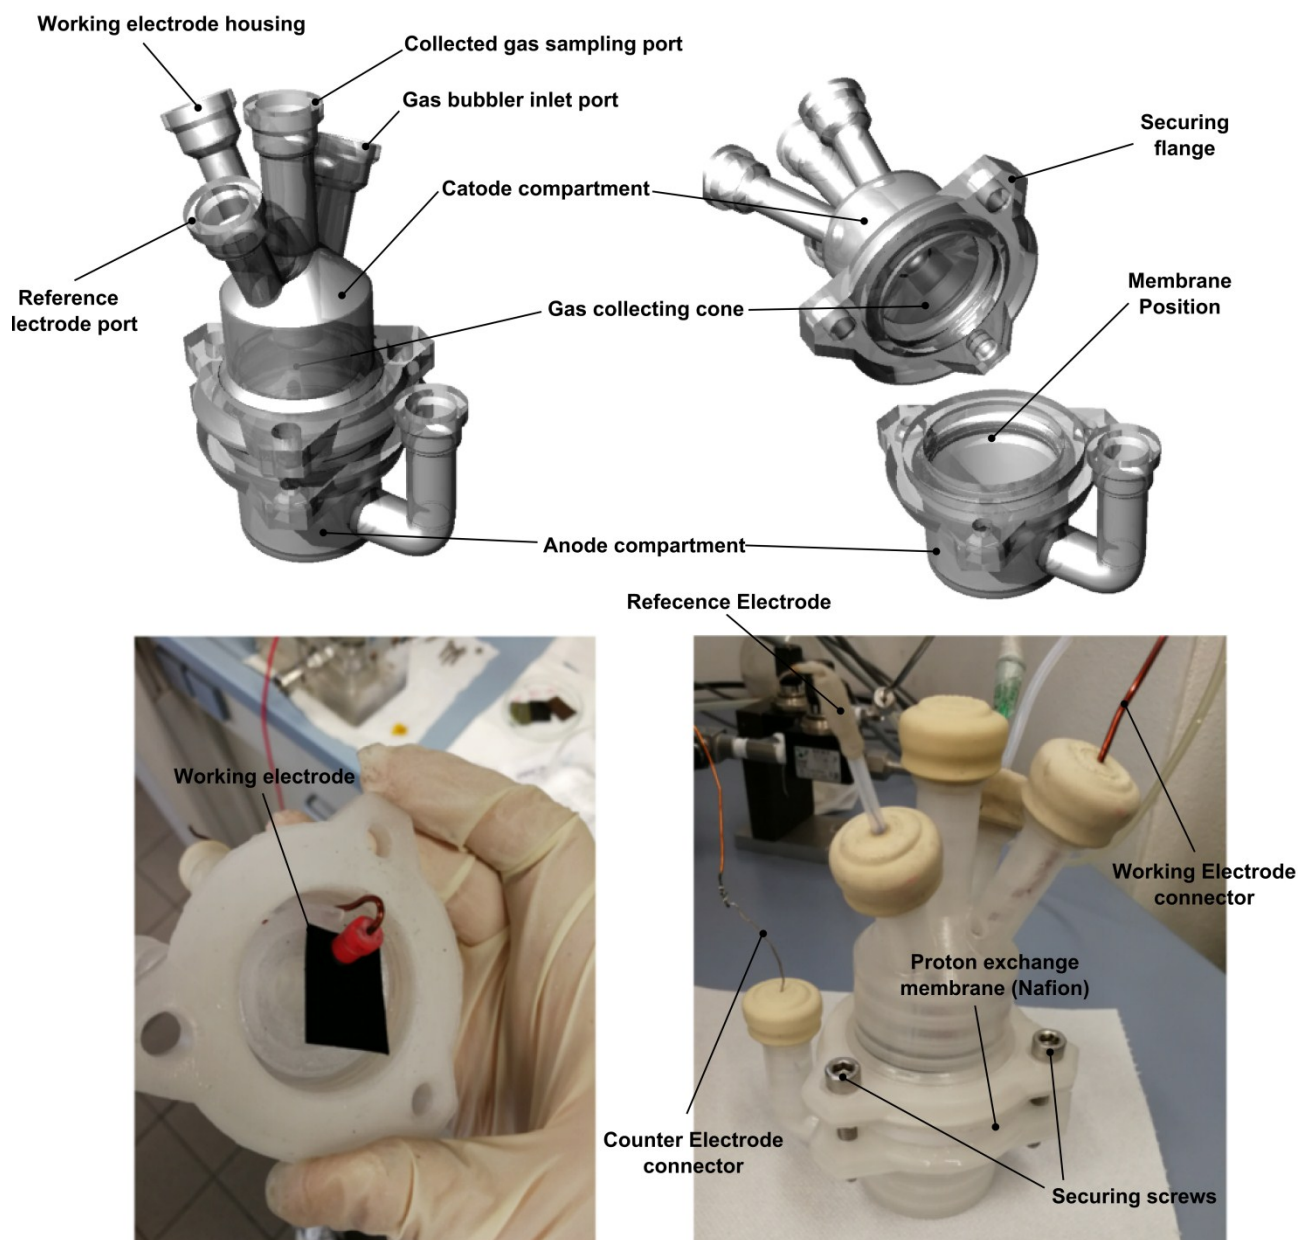 Working electrode housing
Collected gas sampling port
Gas bubbler inlet port
Securing
flange
Catode compartment
Reference
lectrode port
Gas collecting cone
Membrane
Position
Anode compartment
Refecence Electrode
Working electrode
Working Electrode
connector
Proton exchange
membrane (Nafion)
Counter Electrode
connector
Securing screws